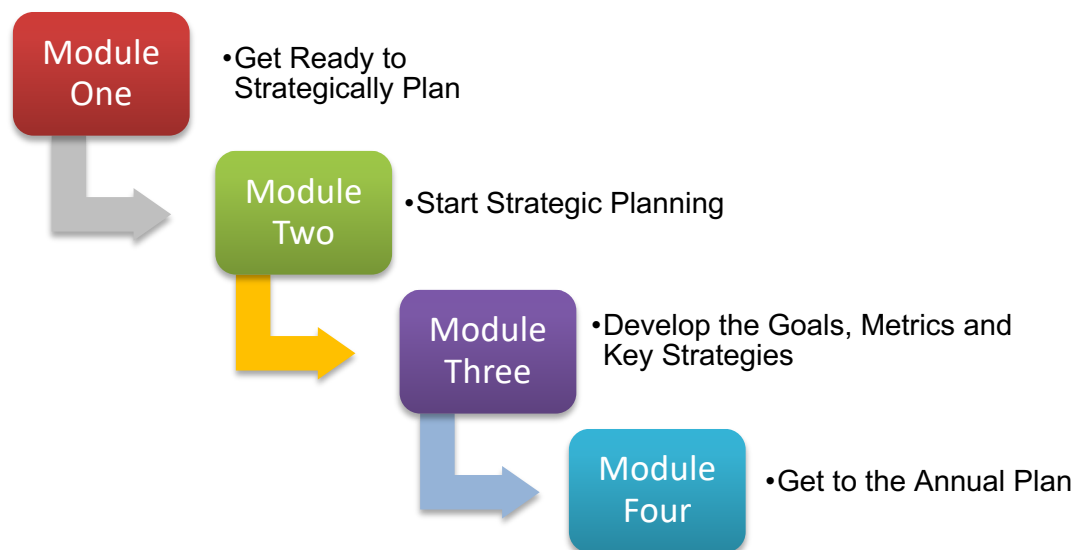 Module
One
•Get Ready to
Strategically Plan
Module
Two
•Start Strategic Planning
Module
Three
•Develop the Goals, Metrics and
Key Strategies
Module
Four
•Get to the Annual Plan